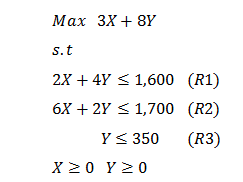 Max 3X + 8Y
s.t
2X + 4Y ≤ 1,600 (R1)
6X + 2Y ≤ 1,700 (R2)
Y ≤ 350 (R3)
X ≥ 0 Y ≥ 0